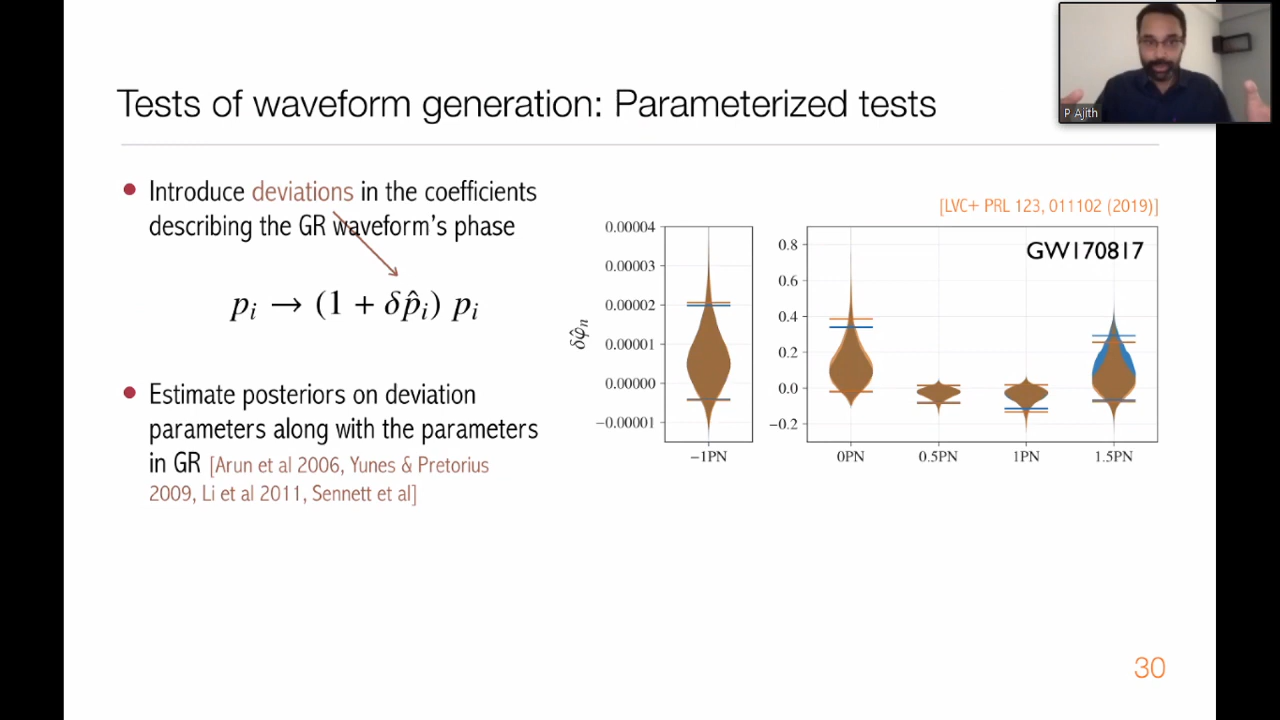 Tests of waveform generation: Parameterized tests
P Ajith
Introduce deviations in the coefficients
describing the GR waveform's phase
pᵢ → (1 + δp̂ᵢ) pᵢ
Estimate posteriors on deviation
parameters along with the parameters
in GR [Arun et al 2006, Yunes & Pretorius
2009, Li et al 2011, Sennett et al]
[LVC+ PRL 123, 011102 (2019)]
GW170817
δφ̂ₙ
0.00004
0.00003
0.00002
0.00001
0.00000
−0.00001
−1PN
0.8
0.6
0.4
0.2
0.0
−0.2
0PN 0.5PN 1PN 1.5PN
30